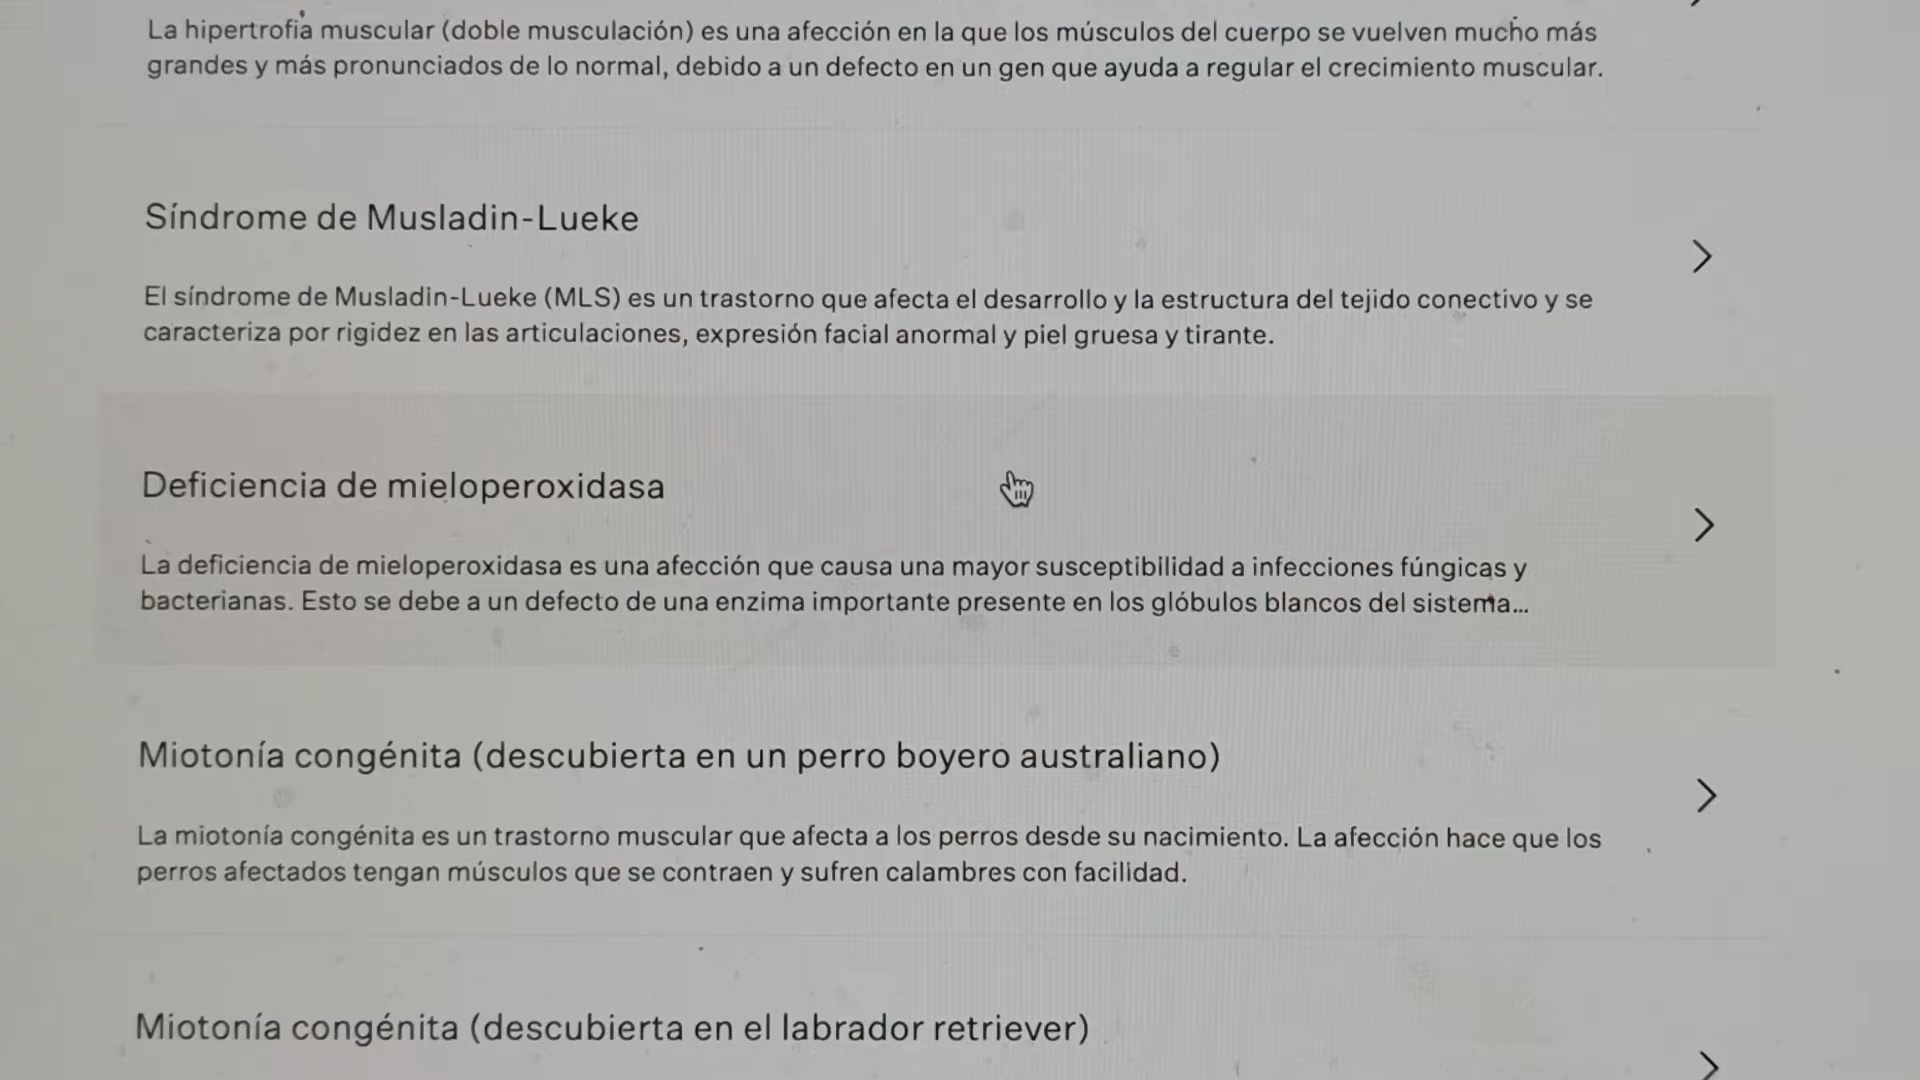 La hipertrofia muscular (doble musculación) es una afección en la que los músculos del cuerpo se vuelven mucho más
grandes y más pronunciados de lo normal, debido a un defecto en un gen que ayuda a regular el crecimiento muscular.
Síndrome de Musladin-Lueke
El síndrome de Musladin-Lueke (MLS) es un trastorno que afecta el desarrollo y la estructura del tejido conectivo y se
caracteriza por rigidez en las articulaciones, expresión facial anormal y piel gruesa y tirante.
Deficiencia de mieloperoxidasa
La deficiencia de mieloperoxidasa es una afección que causa una mayor susceptibilidad a infecciones fúngicas y
bacterianas. Esto se debe a un defecto de una enzima importante presente en los glóbulos blancos del sistema...
Miotonía congénita (descubierta en un perro boyero australiano)
La miotonía congénita es un trastorno muscular que afecta a los perros desde su nacimiento. La afección hace que los
perros afectados tengan músculos que se contraen y sufren calambres con facilidad.
Miotonía congénita (descubierta en el labrador retriever)